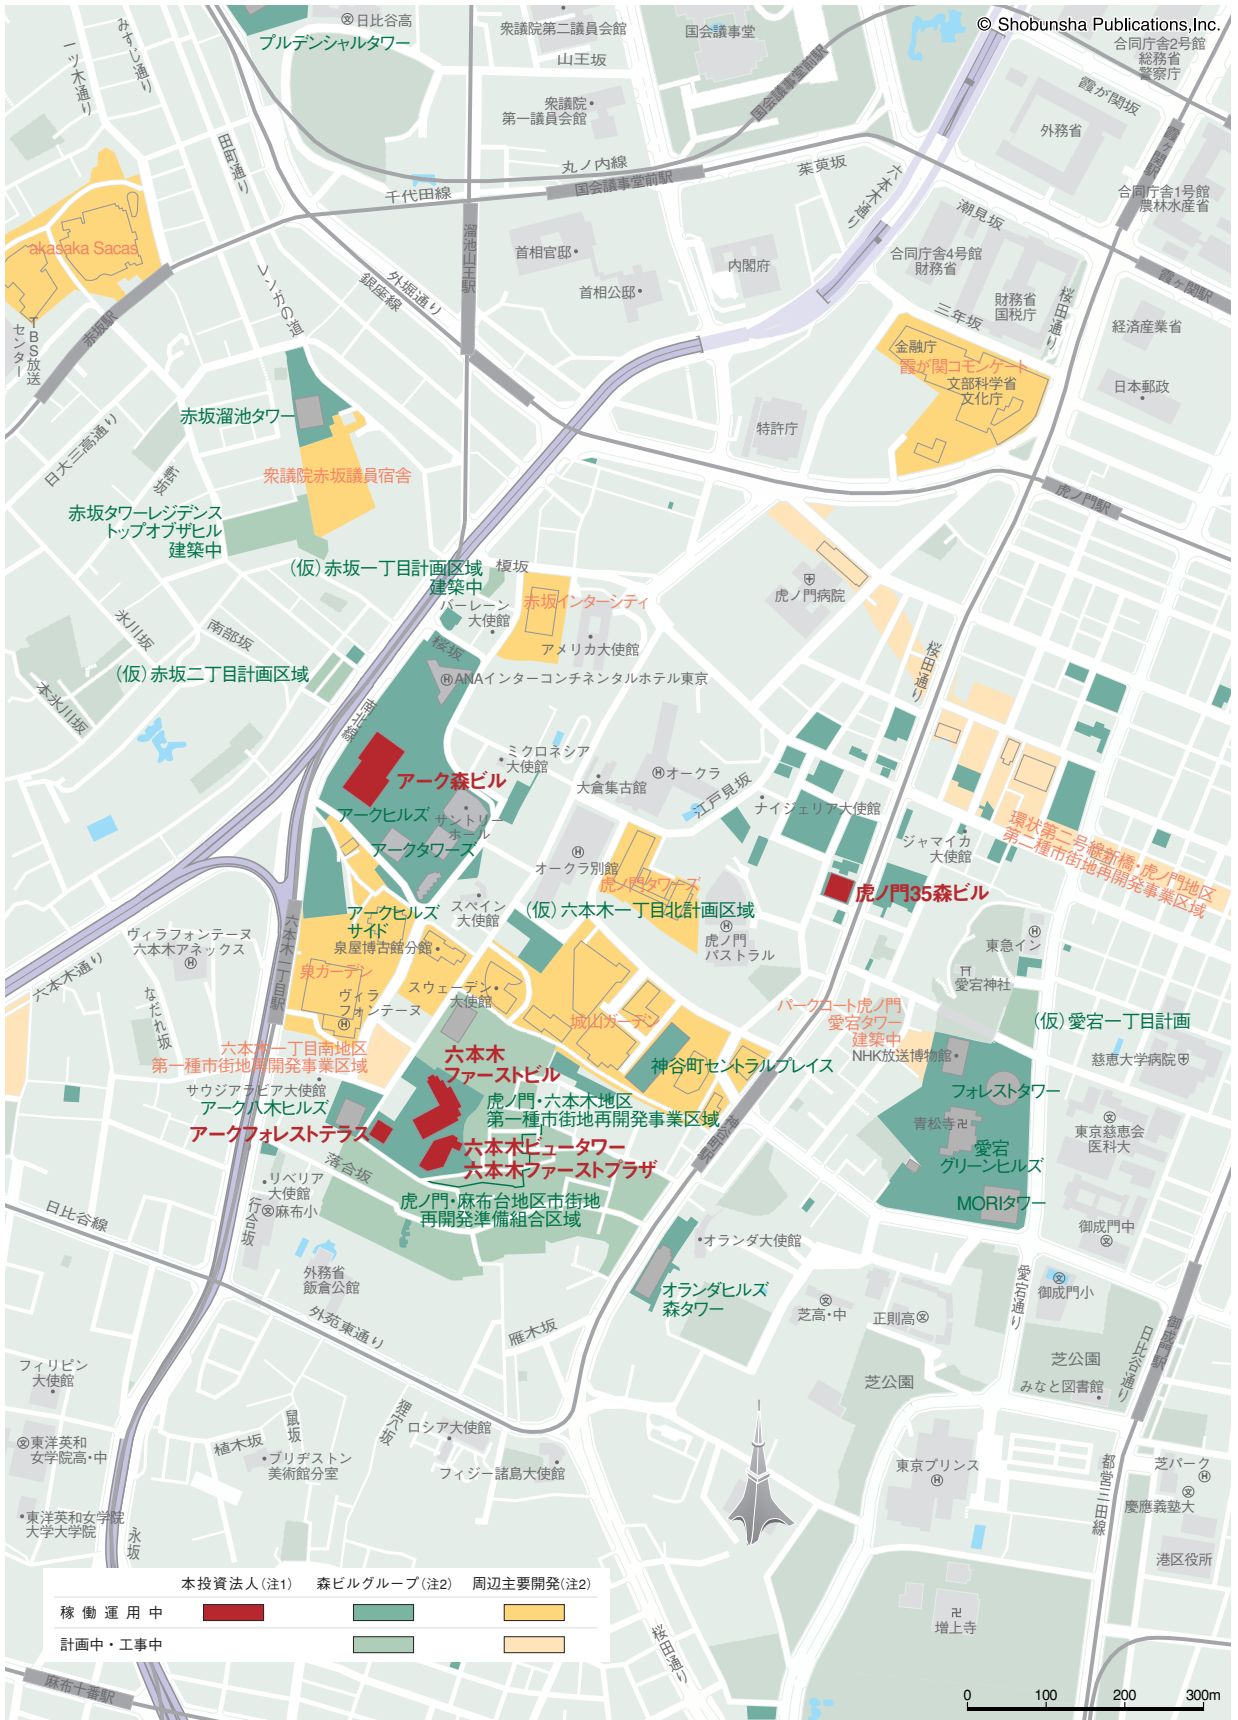 © Shobunsha Publications,Inc.
日比谷高
プルデンシャルタワー
衆議院第二議員会館
山王坂
国会議事堂
合同庁舎2号館
総務省
警察庁
みすじ通り
一ツ木通り
衆議院
第一議員会館
国会議事堂前駅
霞が関坂
外務省
霞ヶ関駅
田町通り
丸ノ内線
国会議事堂前駅
千代田線
茱萸坂
六本木通り
合同庁舎1号館
農林水産省
潮見坂
akasaka Sacas
溜池山王駅
首相官邸
首相公邸
内閣府
合同庁舎4号館
財務省
霞ヶ関駅
レンガの道
外堀通り
銀座線
財務省
国税庁
桜田通り
三年坂
経済産業省
TBS放送
センター
赤坂駅
金融庁
霞が関コモンゲート
文部科学省
文化庁
日本郵政
赤坂溜池タワー
特許庁
日大三高通り
衆議院赤坂議員宿舎
虎ノ門駅
赤坂タワーレジデンス
トップオブザヒル
建築中
(仮)赤坂一丁目計画区域
建築中
榎坂
バーレーン
大使館
赤坂インターシティ
虎ノ門病院
氷川坂
南部坂
桜坂
アメリカ大使館
桜田通り
(仮)赤坂二丁目計画区域
ANAインターコンチネンタルホテル東京
本氷川坂
南北線
ミクロネシア
大使館
アーク森ビル
大倉集古館
オークラ
江戸見坂
ナイジェリア大使館
アークヒルズ
サントリー
ホール
アークタワーズ
ジャマイカ
大使館
環状第二号線新橋・虎ノ門地区
第二種市街地再開発事業区域
オークラ別館
虎ノ門タワーズ
虎ノ門35森ビル
スペイン
大使館
(仮)六本木一丁目北計画区域
アークヒルズ
サイド
泉屋博古館分館
虎ノ門
パストラル
東急イン
ヴィラフォンテーヌ
六本木アネックス
六本木一丁目駅
六本木通り
泉ガーデン
ヴィラ
フォンテーヌ
スウェーデン
大使館
愛宕神社
なだれ坂
城山ガーデン
パークコート虎ノ門
愛宕タワー
建築中
(仮)愛宕一丁目計画
六本木一丁目南地区
第一種市街地再開発事業区域
六本木
ファーストビル
神谷町セントラルプレイス
NHK放送博物館
慈恵大学病院
サウジアラビア大使館
アーク八木ヒルズ
虎ノ門・六本木地区
第一種市街地再開発事業区域
フォレストタワー
アークフォレストテラス
青松寺
東京慈恵会
医科大
神谷町駅
六本木ビュータワー
六本木ファーストプラザ
愛宕
グリーンヒルズ
落合坂
リベリア
大使館
麻布小
行合坂
虎ノ門・麻布台地区市街地
再開発準備組合区域
MORIタワー
日比谷線
御成門中
オランダ大使館
外務省
飯倉公館
オランダヒルズ
森タワー
愛宕通り
御成門小
外苑東通り
雁木坂
芝高・中
正則高
御成門駅
日比谷通り
フィリピン
大使館
芝公園
芝公園
みなと図書館
狸穴坂
鼠坂
植木坂
ロシア大使館
東洋英和
女学院高・中
ブリヂストン
美術館分室
フィジー諸島大使館
東京プリンス
芝パーク
都営三田線
慶應義塾大
東洋英和女学院
大学大学院
永坂
港区役所
本投資法人(注1)
森ビルグループ(注2)
周辺主要開発(注2)
稼働運用中
計画中・工事中
増上寺
桜田通り
麻布十番駅
0 100 200 300m